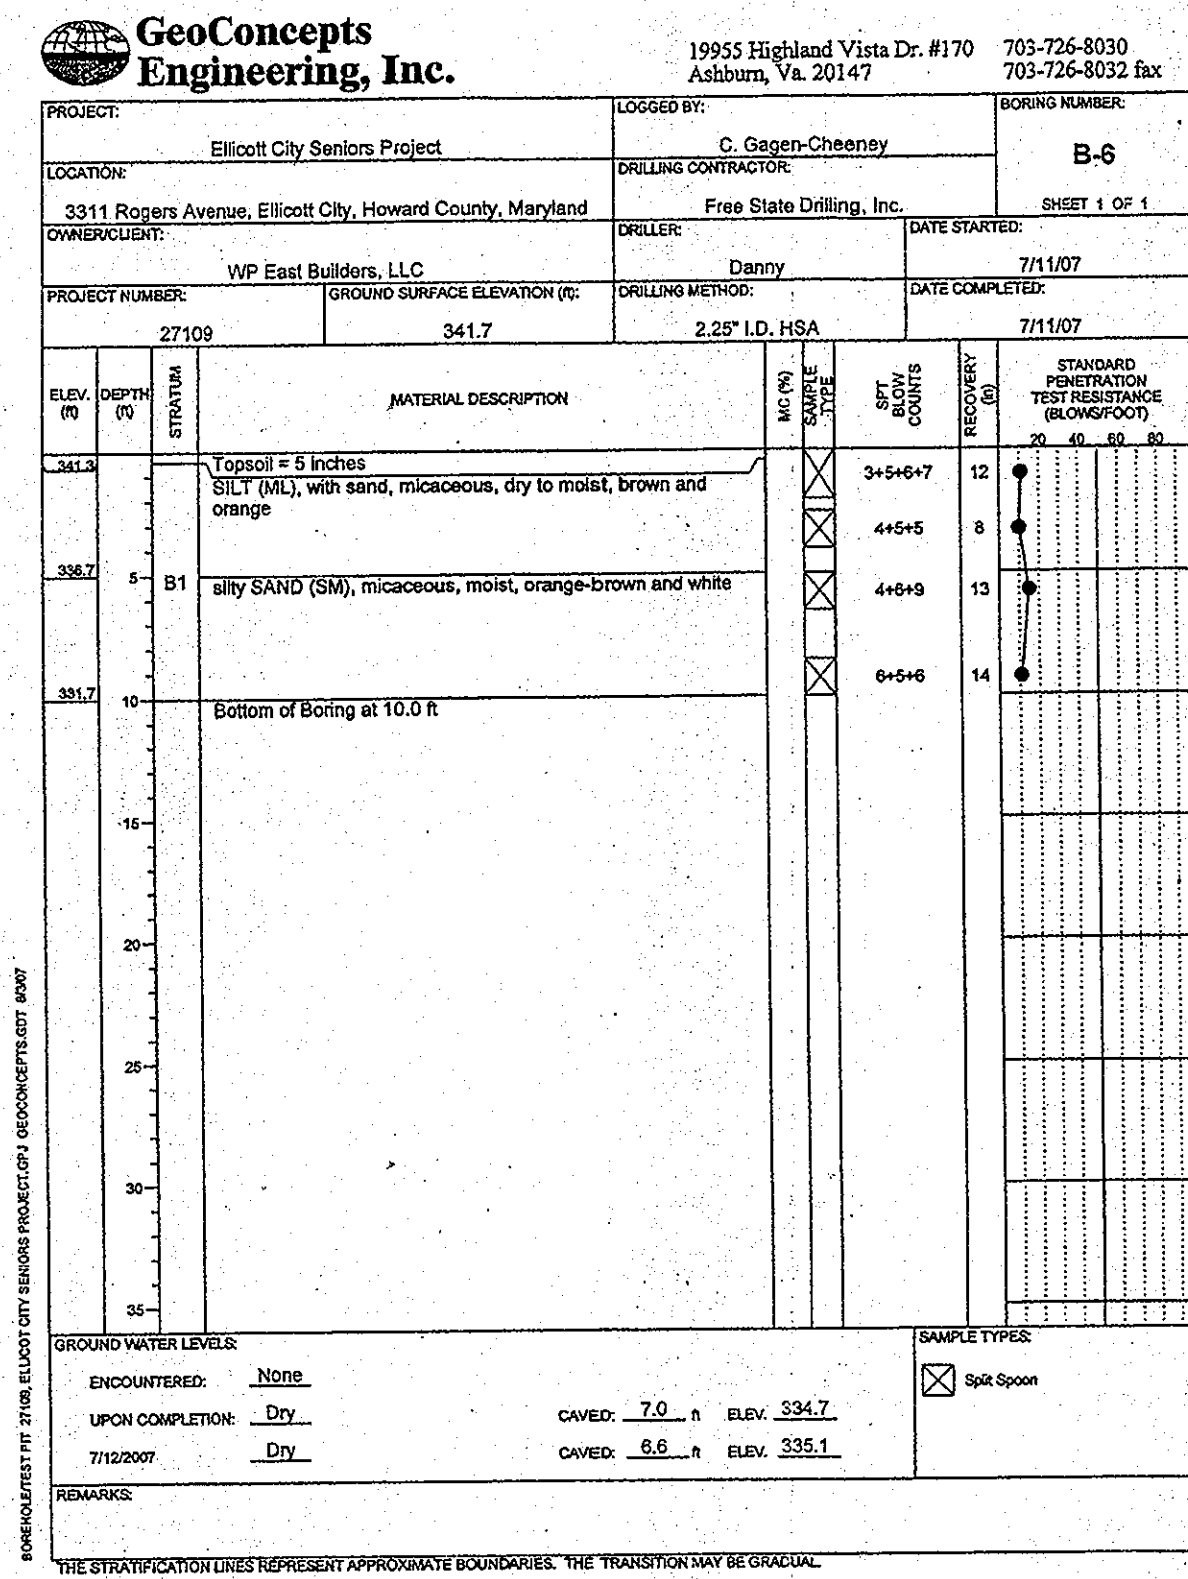 GeoConcepts
Engineering, Inc.
19955 Highland Vista Dr. #170 703-726-8030
Ashburn, Va. 20147 703-726-8032 fax
PROJECT:
Ellicott City Seniors Project
LOGGED BY:
C. Gagen-Cheeney
BORING NUMBER:
B-6
SHEET 1 OF 1
LOCATION:
3311 Rogers Avenue, Ellicott City, Howard County, Maryland
DRILLING CONTRACTOR:
Free State Drilling, Inc.
OWNER/CLIENT:
WP East Builders, LLC
DRILLER:
Danny
DATE STARTED:
7/11/07
PROJECT NUMBER:
27109
GROUND SURFACE ELEVATION (ft):
341.7
DRILLING METHOD:
2.25" I.D. HSA
DATE COMPLETED:
7/11/07
ELEV. (ft)
DEPTH (ft)
STRATUM
MATERIAL DESCRIPTION
MC (%)
SAMPLE TYPE
SPT BLOW COUNTS
RECOVERY (in)
STANDARD
PENETRATION
TEST RESISTANCE
(BLOWS/FOOT)
20 40 60 80
341.3
Topsoil = 5 inches
SILT (ML), with sand, micaceous, dry to moist, brown and
orange
3+5+6+7 12
4+5+5 8
336.7
5
B1
silty SAND (SM), micaceous, moist, orange-brown and white
4+6+9 13
6+5+6 14
331.7
10
Bottom of Boring at 10.0 ft
15
20
25
30
35
GROUND WATER LEVELS:
ENCOUNTERED: None
UPON COMPLETION: Dry CAVED: 7.0 ft ELEV. 334.7
7/12/2007 Dry CAVED: 6.6 ft ELEV. 335.1
SAMPLE TYPES:
Split Spoon
REMARKS:
THE STRATIFICATION LINES REPRESENT APPROXIMATE BOUNDARIES. THE TRANSITION MAY BE GRADUAL.
BOREHOLE/TEST PIT 27109, ELLICOT CITY SENIORS PROJECT.GPJ GEOCONCEPTS.GDT 8/3/07